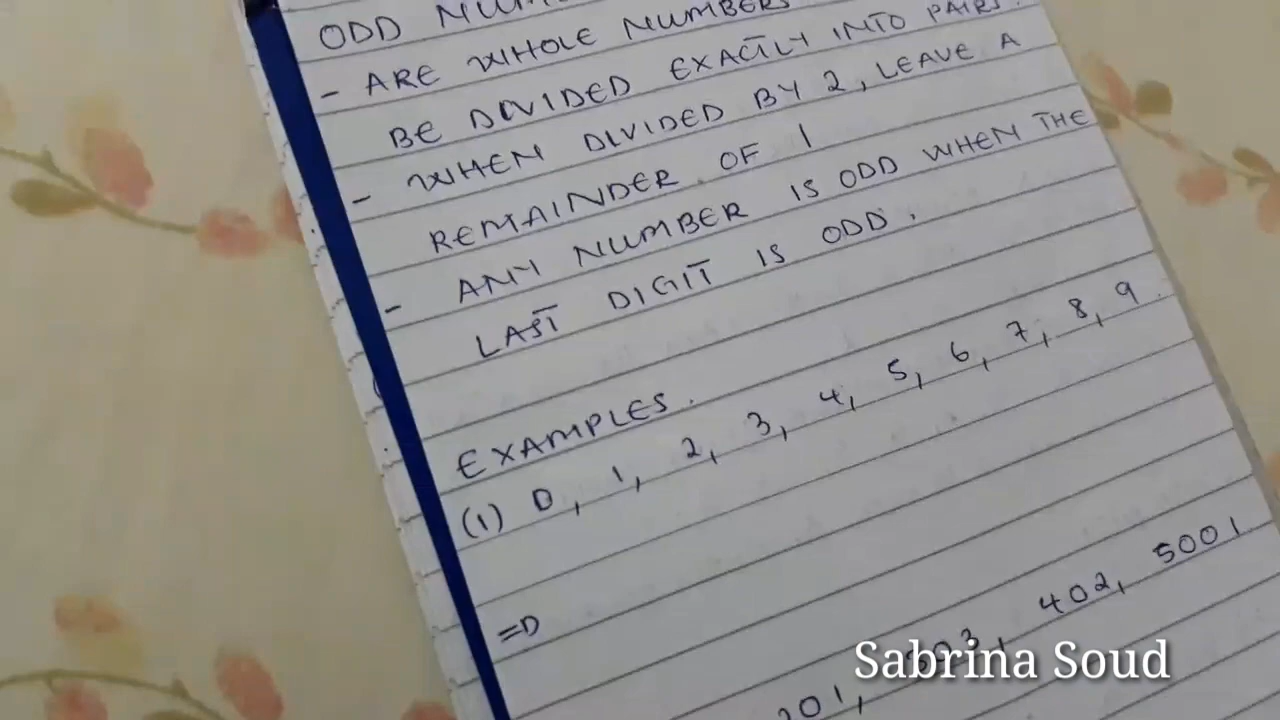 ODD
- ARE WHOLE NUMBERS
BE DIVIDED EXACTLY INTO PAIRS.
- WHEN DIVIDED BY 2, LEAVE A
REMAINDER OF 1
- ANY NUMBER IS ODD WHEN THE
LAST DIGIT IS ODD.
EXAMPLES.
(1) 0, 1, 2, 3, 4, 5, 6, 7, 8, 9.
=D
402, 5001
Sabrina Soud